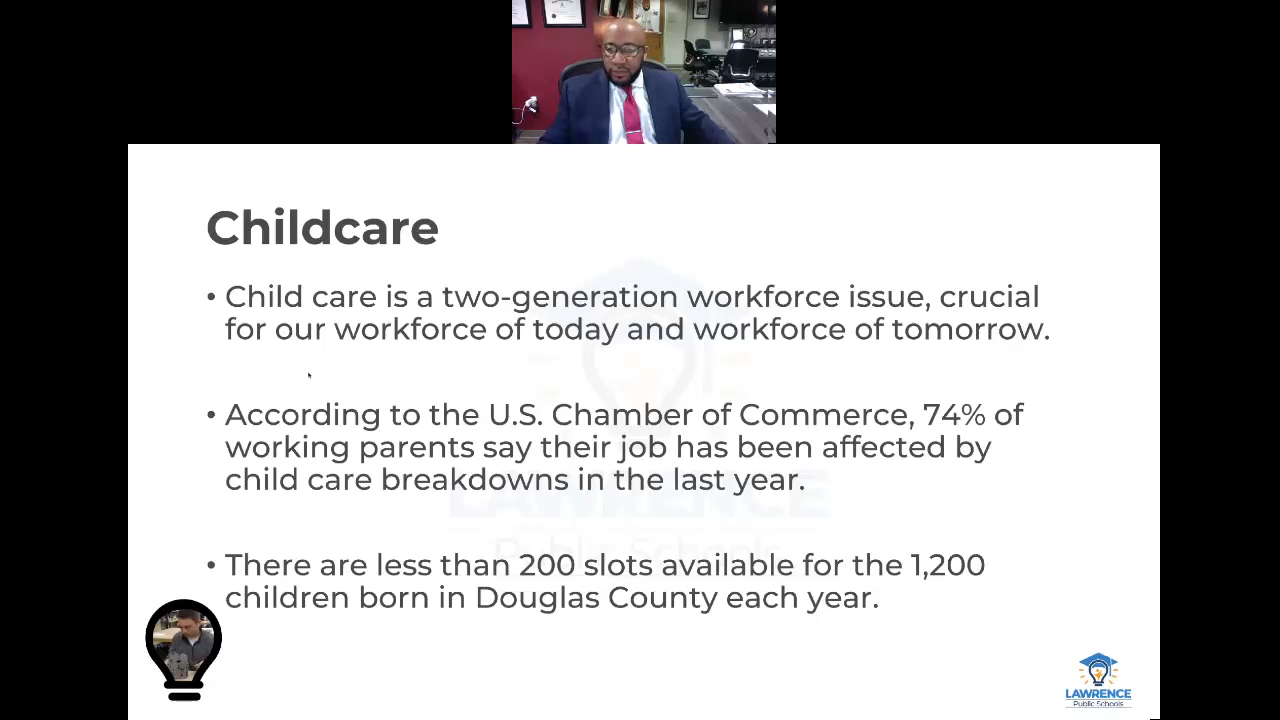 Childcare
• Child care is a two-generation workforce issue, crucial
for our workforce of today and workforce of tomorrow.
• According to the U.S. Chamber of Commerce, 74% of
working parents say their job has been affected by
child care breakdowns in the last year.
LAWRENCE
Public Schools
• There are less than 200 slots available for the 1,200
children born in Douglas County each year.
LAWRENCE
Public Schools